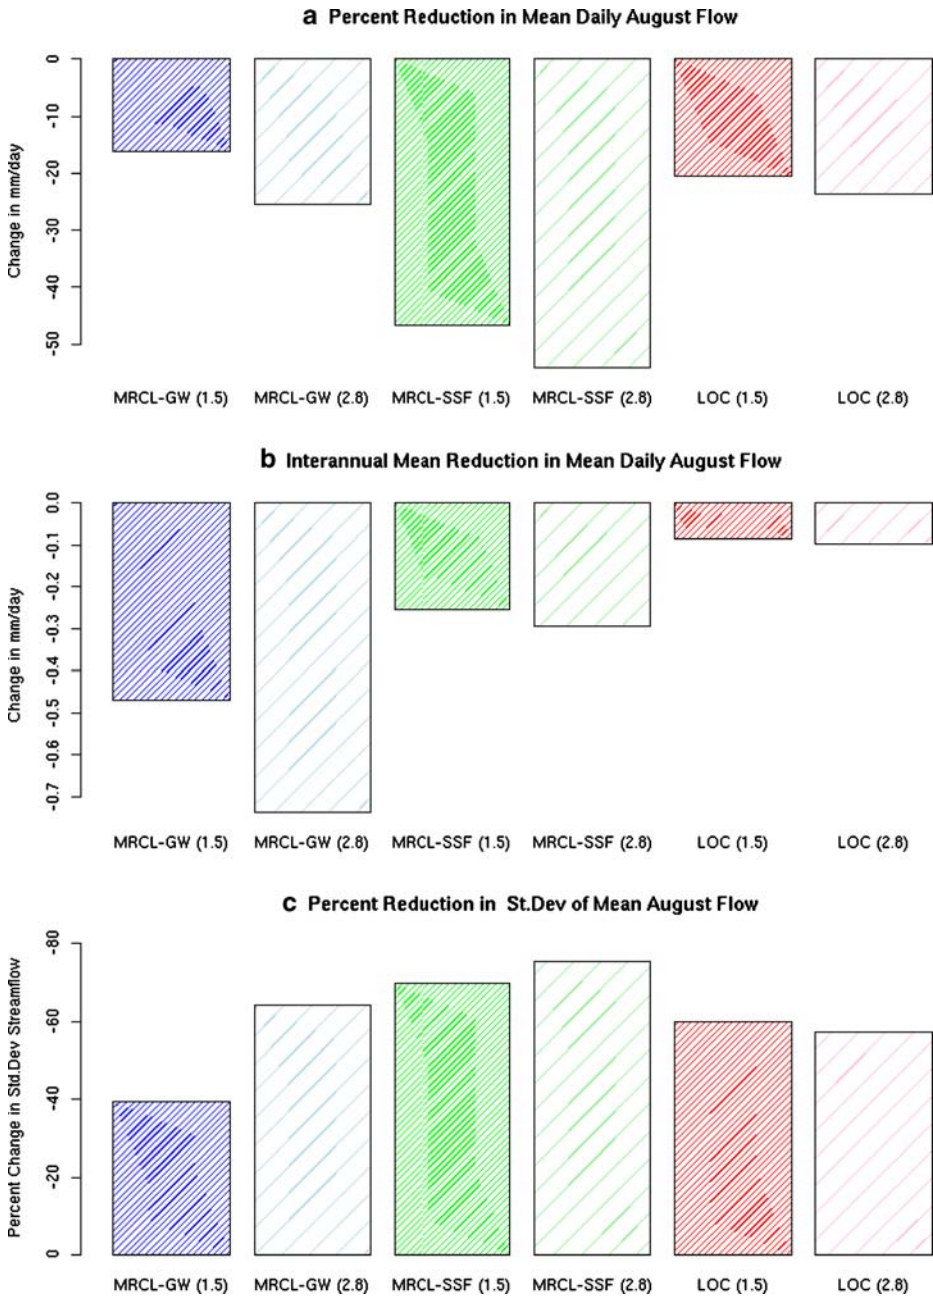 a Percent Reduction in Mean Daily August Flow
Change in mm/day
0
-10
-20
-30
-40
-50
MRCL-GW (1.5) MRCL-GW (2.8) MRCL-SSF (1.5) MRCL-SSF (2.8) LOC (1.5) LOC (2.8)
b Interannual Mean Reduction in Mean Daily August Flow
Change in mm/day
0.0
-0.1
-0.2
-0.3
-0.4
-0.5
-0.6
-0.7
MRCL-GW (1.5) MRCL-GW (2.8) MRCL-SSF (1.5) MRCL-SSF (2.8) LOC (1.5) LOC (2.8)
c Percent Reduction in St.Dev of Mean August Flow
Percent Change in Std.Dev Streamflow
-80
-60
-40
-20
0
MRCL-GW (1.5) MRCL-GW (2.8) MRCL-SSF (1.5) MRCL-SSF (2.8) LOC (1.5) LOC (2.8)